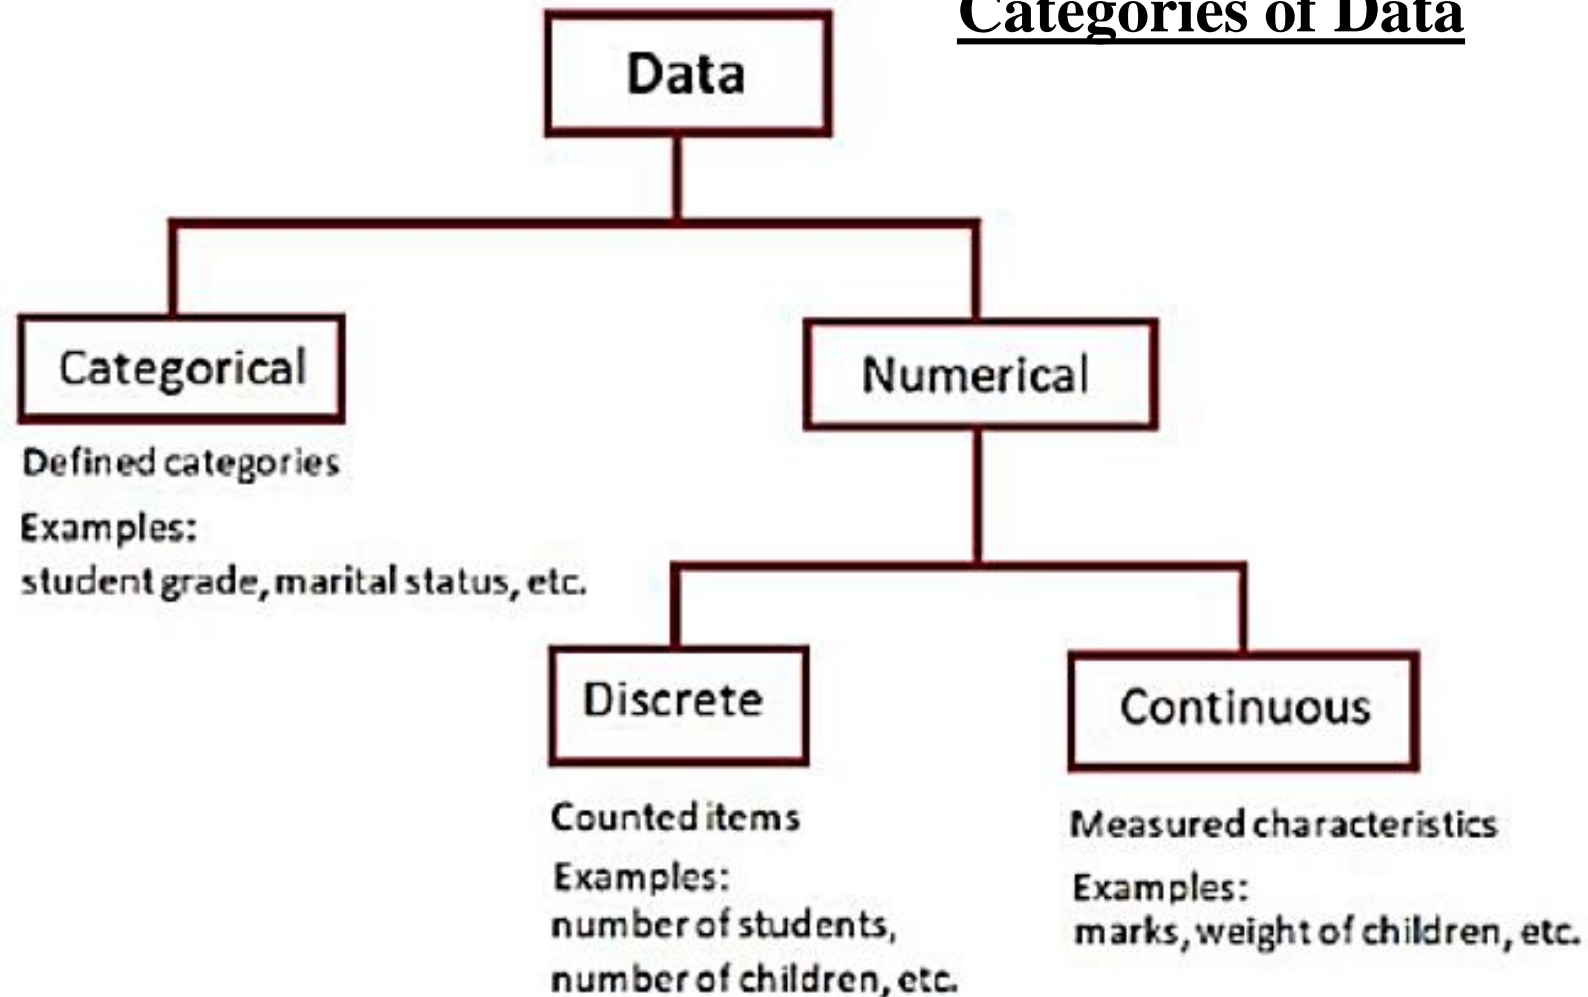 Categories of Data
Data
Categorical
Defined categories
Examples:
student grade, marital status, etc.
Numerical
Discrete
Counted items
Examples:
number of students,
number of children, etc.
Continuous
Measured characteristics
Examples:
marks, weight of children, etc.